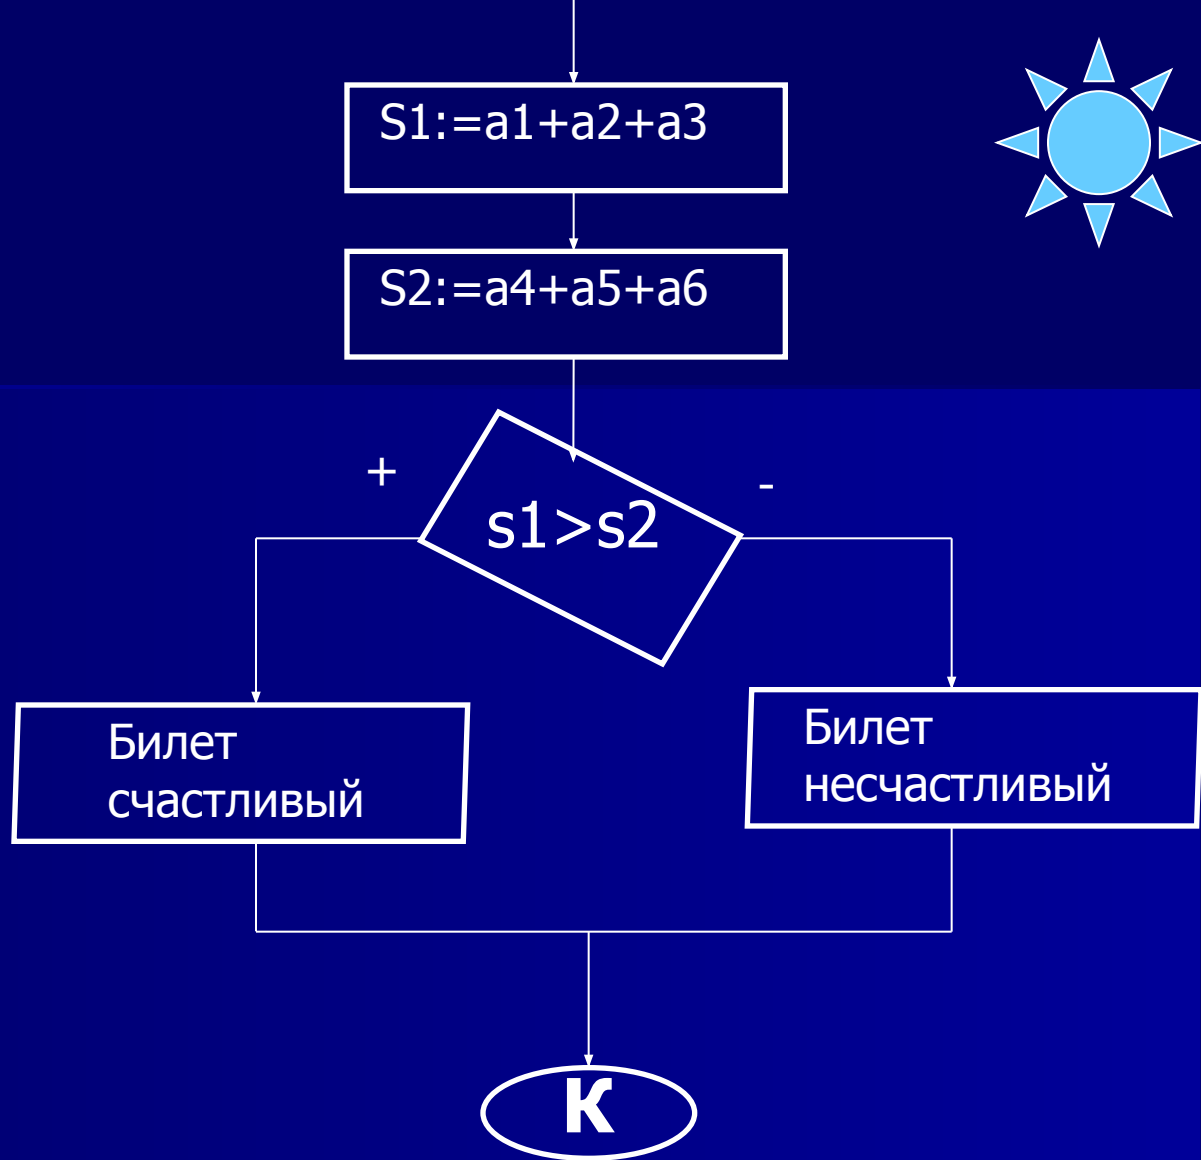 S1:=a1+a2+a3
S2:=a4+a5+a6
+
-
s1>s2
Билет
счастливый
Билет
несчастливый
К